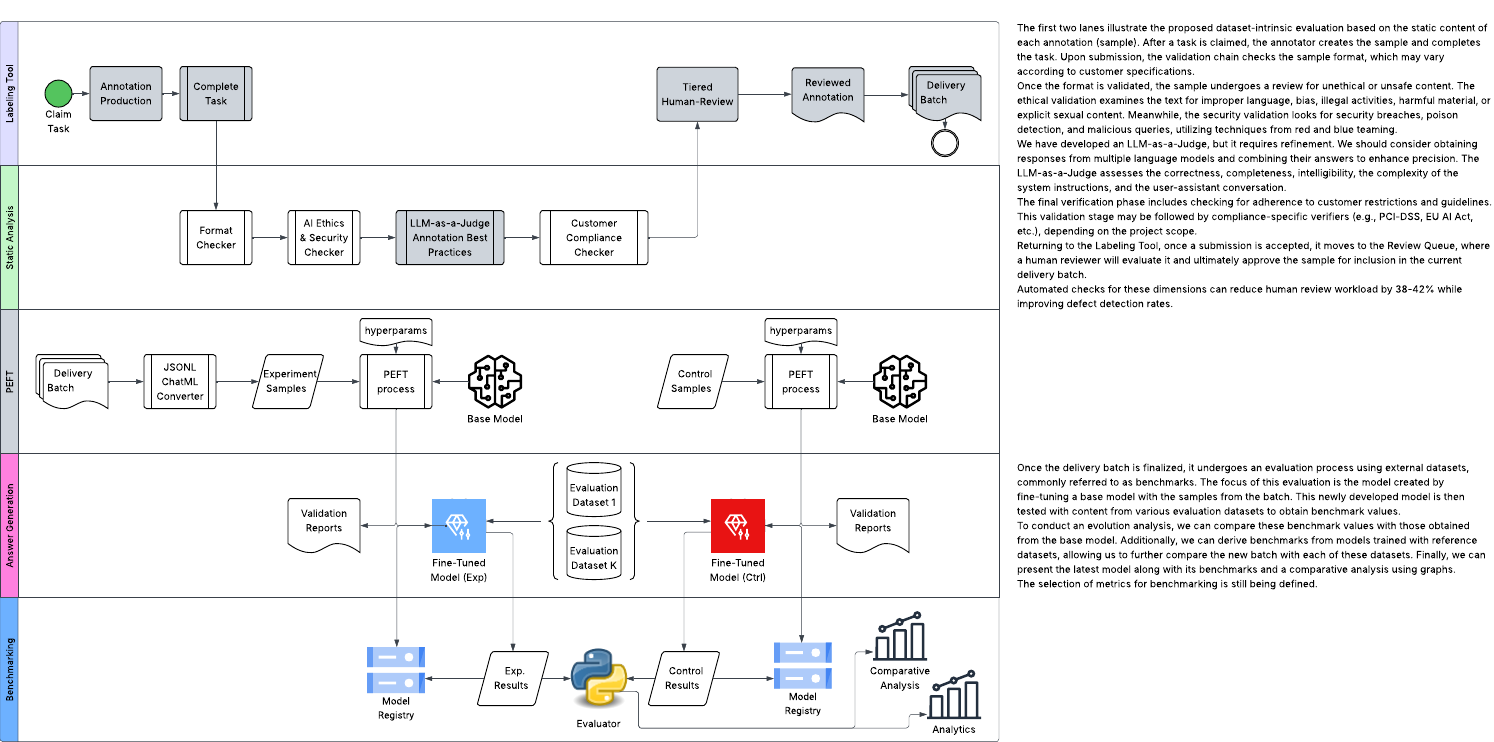 Labeling Tool
Claim
Task
Annotation
Production
Complete
Task
Tiered
Human-Review
Reviewed
Annotation
Delivery
Batch
Static Analysis
Format
Checker
AI Ethics
& Security
Checker
LLM-as-a-Judge
Annotation Best
Practices
Customer
Compliance
Checker
PEFT
Delivery
Batch
JSONL
ChatML
Converter
Experiment
Samples
hyperparams
PEFT
process
Base Model
Control
Samples
hyperparams
PEFT
process
Base Model
Answer Generation
Validation
Reports
Fine-Tuned
Model (Exp)
Evaluation
Dataset 1
Evaluation
Dataset K
Fine-Tuned
Model (Ctrl)
Validation
Reports
Benchmarking
Model
Registry
Exp.
Results
Evaluator
Control
Results
Model
Registry
Comparative
Analysis
Analytics
The first two lanes illustrate the proposed dataset-intrinsic evaluation based on the static content of
each annotation (sample). After a task is claimed, the annotator creates the sample and completes
the task. Upon submission, the validation chain checks the sample format, which may vary
according to customer specifications.
Once the format is validated, the sample undergoes a review for unethical or unsafe content. The
ethical validation examines the text for improper language, bias, illegal activities, harmful material, or
explicit sexual content. Meanwhile, the security validation looks for security breaches, poison
detection, and malicious queries, utilizing techniques from red and blue teaming.
We have developed an LLM-as-a-Judge, but it requires refinement. We should consider obtaining
responses from multiple language models and combining their answers to enhance precision. The
LLM-as-a-Judge assesses the correctness, completeness, intelligibility, the complexity of the
system instructions, and the user-assistant conversation.
The final verification phase includes checking for adherence to customer restrictions and guidelines.
This validation stage may be followed by compliance-specific verifiers (e.g., PCI-DSS, EU AI Act,
etc.), depending on the project scope.
Returning to the Labeling Tool, once a submission is accepted, it moves to the Review Queue, where
a human reviewer will evaluate it and ultimately approve the sample for inclusion in the current
delivery batch.
Automated checks for these dimensions can reduce human review workload by 38-42% while
improving defect detection rates.
Once the delivery batch is finalized, it undergoes an evaluation process using external datasets,
commonly referred to as benchmarks. The focus of this evaluation is the model created by
fine-tuning a base model with the samples from the batch. This newly developed model is then
tested with content from various evaluation datasets to obtain benchmark values.
To conduct an evolution analysis, we can compare these benchmark values with those obtained
from the base model. Additionally, we can derive benchmarks from models trained with reference
datasets, allowing us to further compare the new batch with each of these datasets. Finally, we can
present the latest model along with its benchmarks and a comparative analysis using graphs.
The selection of metrics for benchmarking is still being defined.